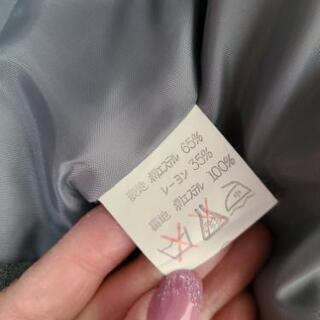 表地 ポリエステル 65%
レーヨン 35%
裏地 ポリエステル 100%